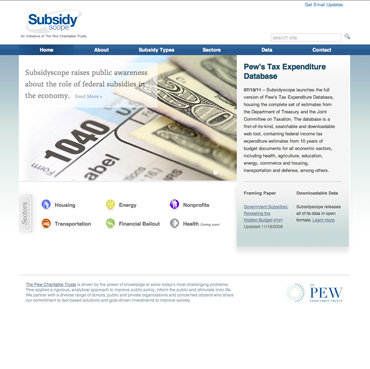 Get Email Updates
Subsidy
scope
An Initiative of The Pew Charitable Trusts
search site
Home About Subsidy Types Sectors Data Contact
Subsidyscope raises public awareness
about the role of federal subsidies in
the economy. Read More »
1040
Pew's Tax Expenditure
Database
07/13/11 – Subsidyscope launches the full
version of Pew's Tax Expenditure Database,
housing the complete set of estimates from
the Department of Treasury and the Joint
Committee on Taxation. The database is a
first-of-its-kind, searchable and downloadable
web tool, containing federal income tax
expenditure estimates from 10 years of
budget documents for all economic sectors,
including health, agriculture, education,
energy, commerce and housing,
transportation and defense, among others.
Framing Paper
Government Subsidies:
Revealing the
Hidden Budget
Updated 11/18/2009
Downloadable Data
Subsidyscope releases
all of its data in open
formats. Learn more.
Sectors
Housing Energy Nonprofits
Transportation Financial Bailout Health (Coming soon!)
The Pew Charitable Trusts is driven by the power of knowledge to solve today's most challenging problems.
Pew applies a rigorous, analytical approach to improve public policy, inform the public and stimulate civic life.
We partner with a diverse range of donors, public and private organizations and concerned citizens who share
our commitment to fact-based solutions and goal-driven investments to improve society.
THE
PEW
CHARITABLE TRUSTS